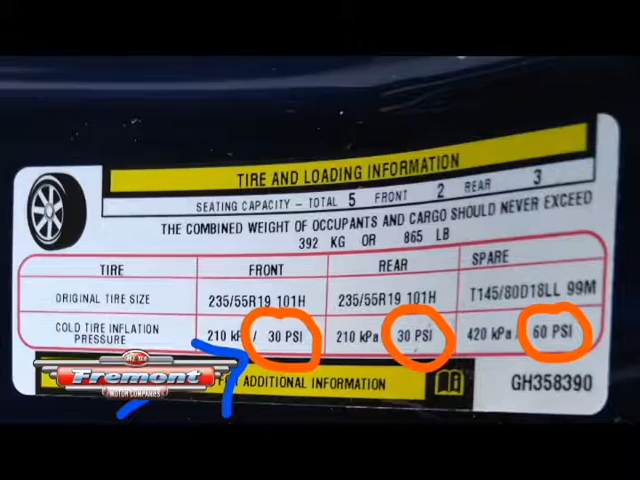 TIRE AND LOADING INFORMATION
SEATING CAPACITY - TOTAL 5 FRONT 2 REAR 3
THE COMBINED WEIGHT OF OCCUPANTS AND CARGO SHOULD NEVER EXCEED
392 KG OR 865 LB
TIRE FRONT REAR SPARE
ORIGINAL TIRE SIZE 235/55R19 101H 235/55R19 101H T145/80D18LL 99M
COLD TIRE INFLATION PRESSURE 210 kPa / 30 PSI 210 kPa 30 PSI 420 kPa 60 PSI
FOR ADDITIONAL INFORMATION
GH358390
Fremont
MOTOR COMPANIES